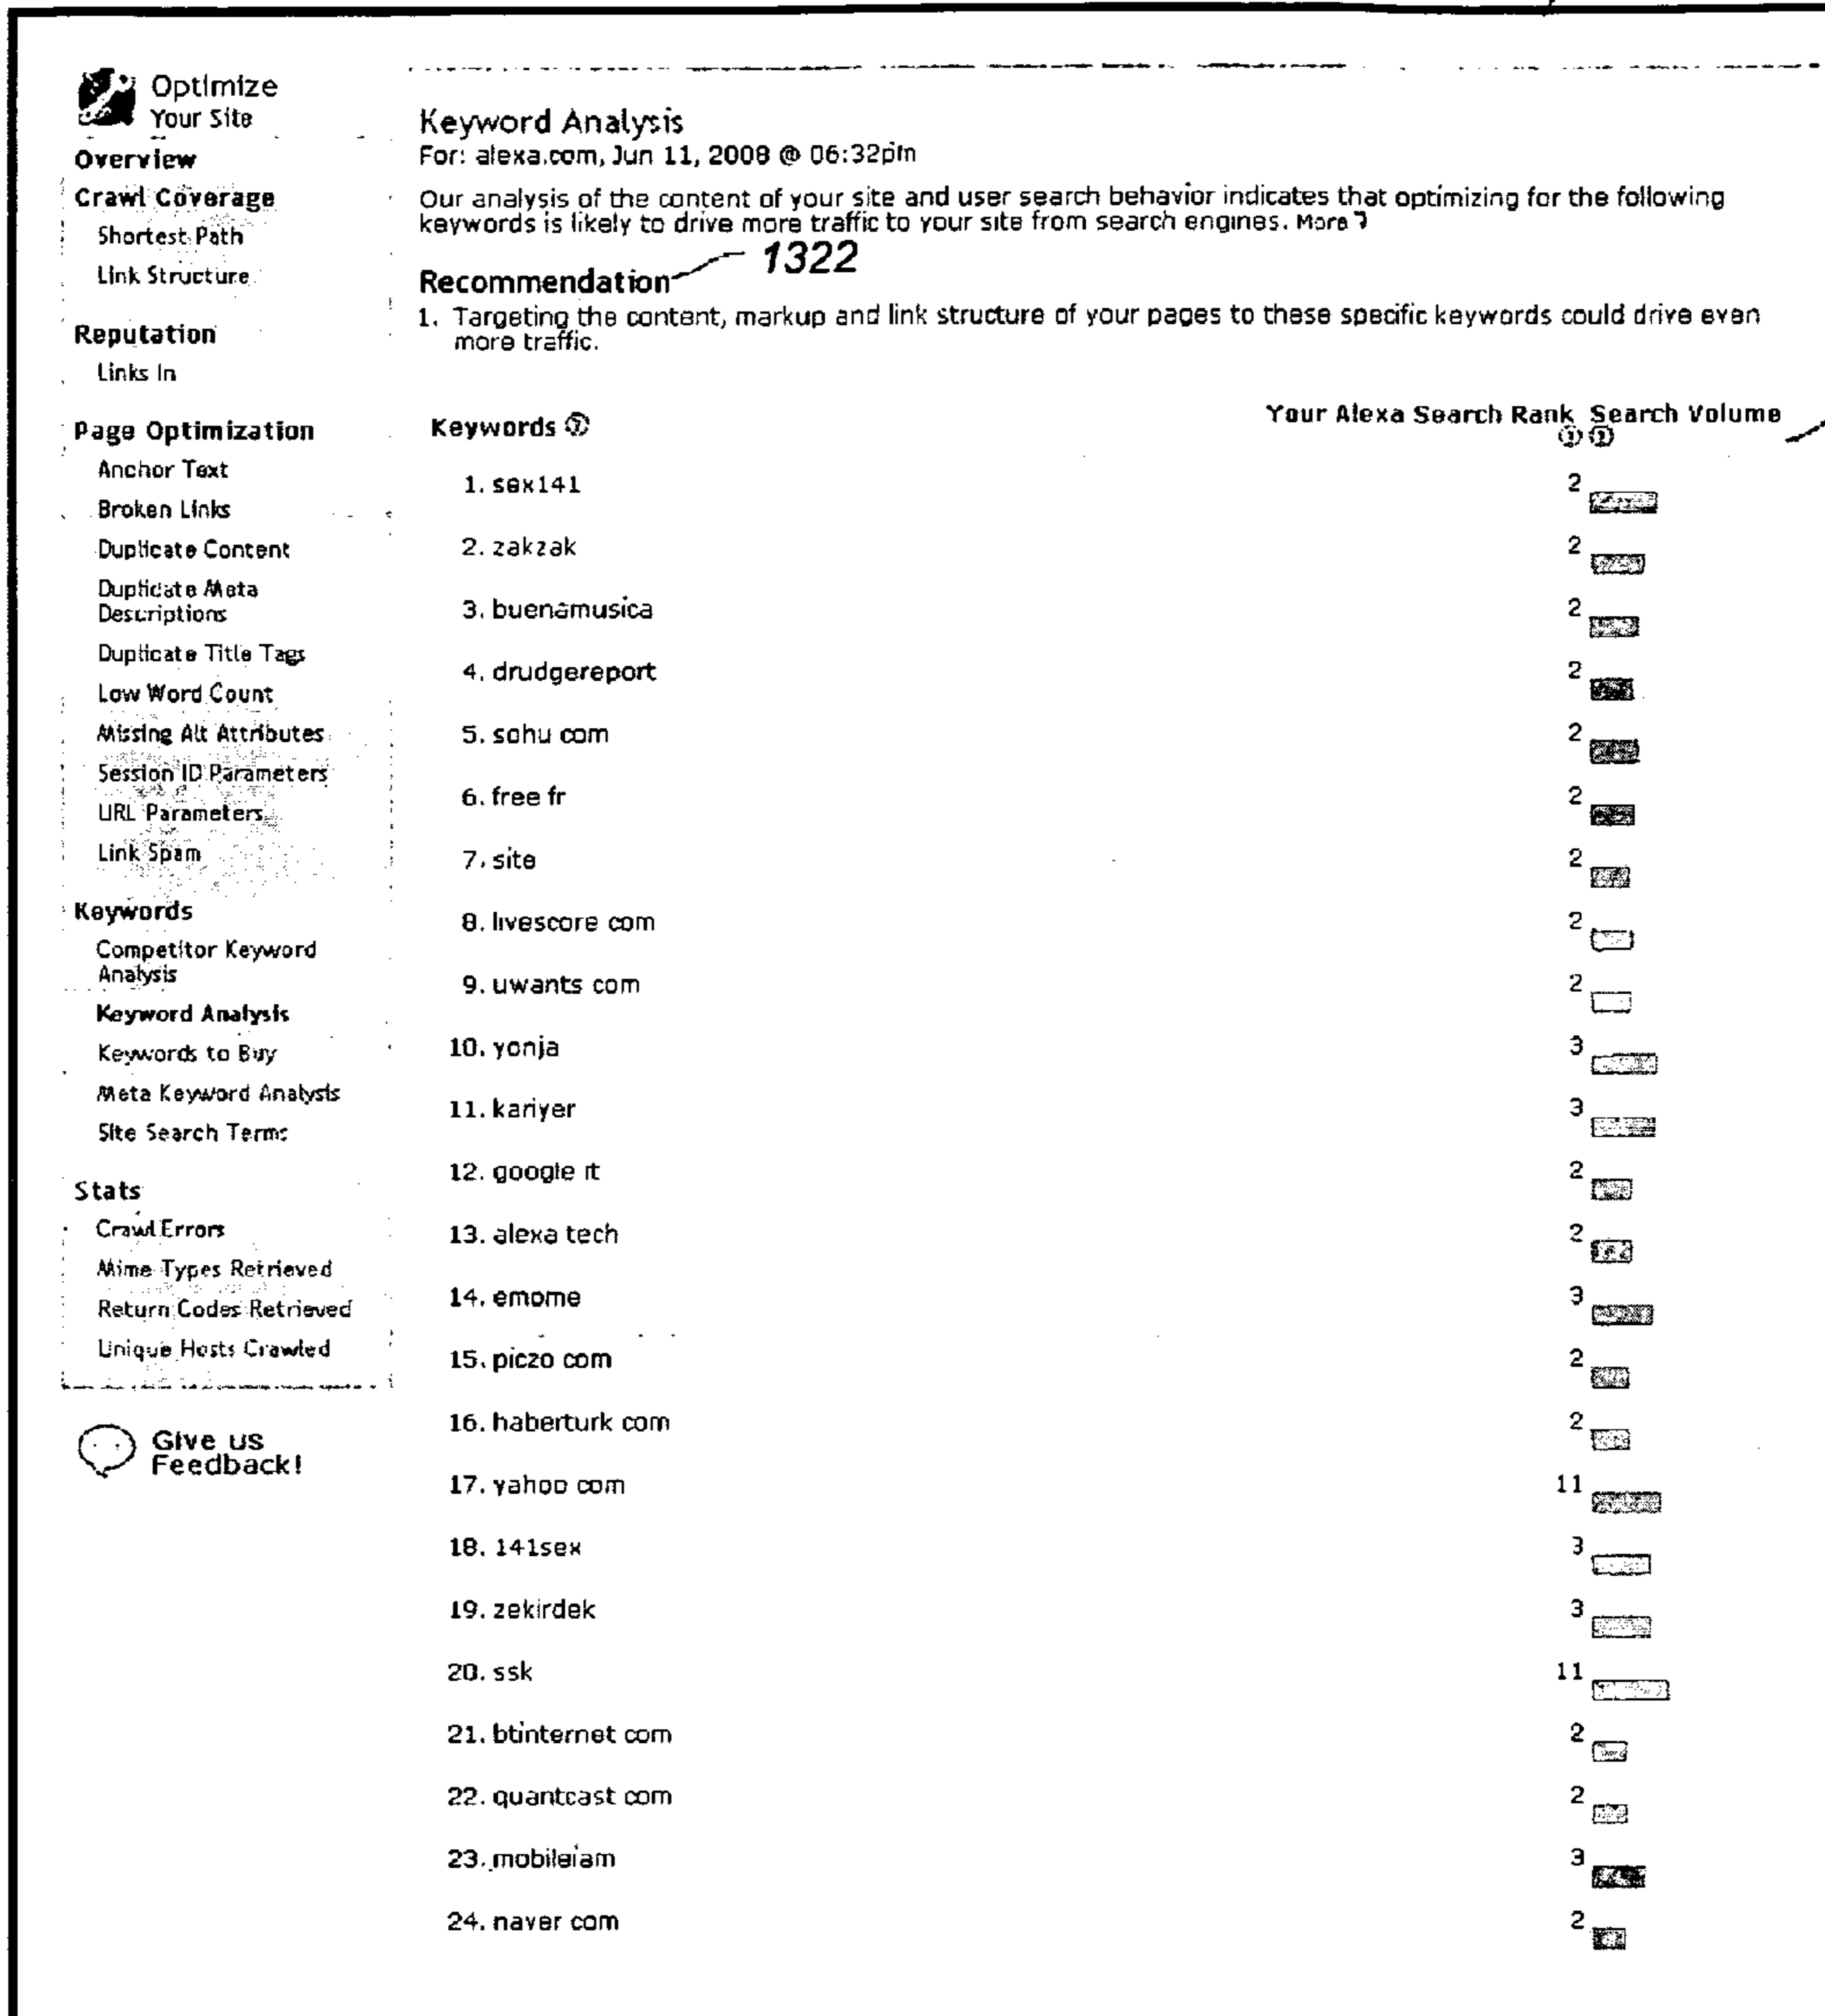 Optimize
Your Site
Overview
Crawl Coverage
Shortest Path
Link Structure
Reputation
Links In
Page Optimization
Anchor Text
Broken Links
Duplicate Content
Duplicate Meta
Descriptions
Duplicate Title Tags
Low Word Count
Missing Alt Attributes
Session ID Parameters
URL Parameters
Link Spam
Keywords
Competitor Keyword
Analysis
Keyword Analysis
Keywords to Buy
Meta Keyword Analysis
Site Search Terms
Stats
Crawl Errors
Mime Types Retrieved
Return Codes Retrieved
Unique Hosts Crawled
Give us
Feedback!
Keyword Analysis
For: alexa.com, Jun 11, 2008 @ 06:32pm
Our analysis of the content of your site and user search behavior indicates that optimizing for the following
keywords is likely to drive more traffic to your site from search engines. More ?
Recommendation 1322
1. Targeting the content, markup and link structure of your pages to these specific keywords could drive even
more traffic.
Keywords ? Your Alexa Search Rank ? Search Volume ?
1. sex141 2
2. zakzak 2
3. buenamusica 2
4. drudgereport 2
5. sohu com 2
6. free fr 2
7. site 2
8. livescore com 2
9. uwants com 2
10. yonja 3
11. kariyer 3
12. google rt 2
13. alexa tech 2
14. emome 3
15. piczo com 2
16. haberturk com 2
17. yahoo com 11
18. 141sex 3
19. zekirdek 3
20. ssk 11
21. btinternet com 2
22. quantcast com 2
23. mobileiam 3
24. naver com 2